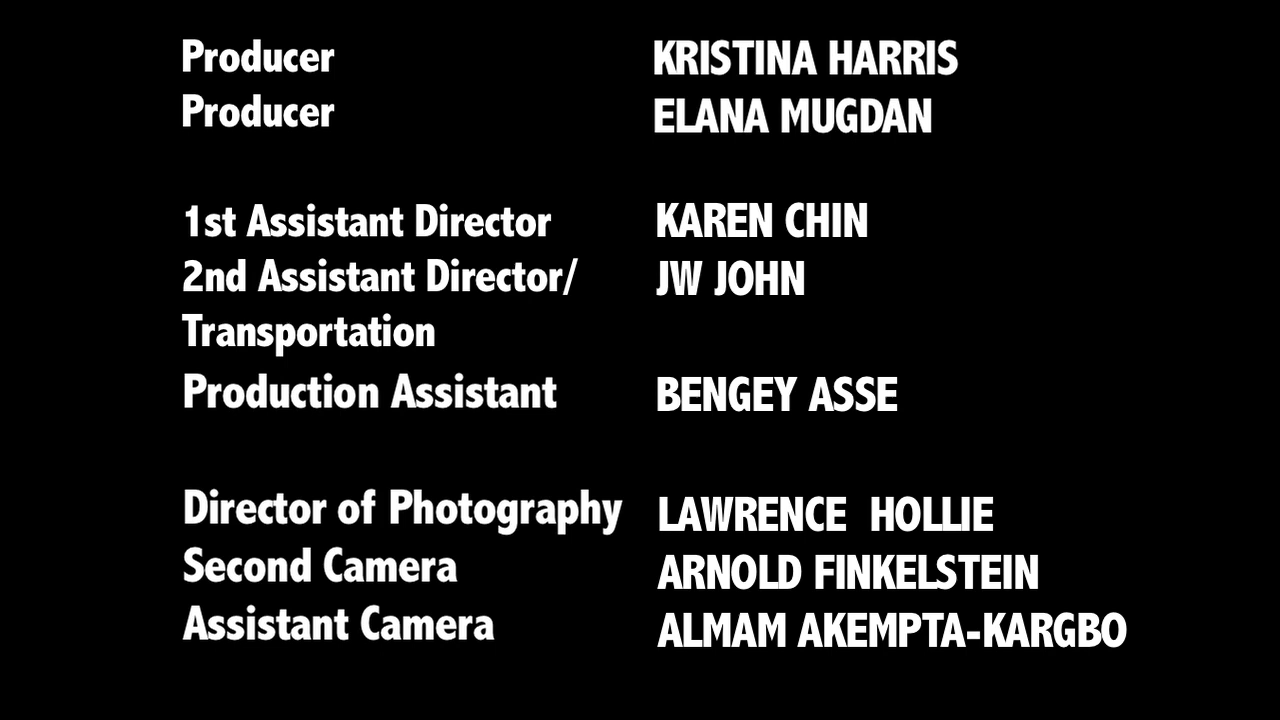 Producer KRISTINA HARRIS
Producer ELANA MUGDAN
1st Assistant Director KAREN CHIN
2nd Assistant Director/ JW JOHN
Transportation
Production Assistant BENGEY ASSE
Director of Photography LAWRENCE HOLLIE
Second Camera ARNOLD FINKELSTEIN
Assistant Camera ALMAM AKEMPTA-KARGBO